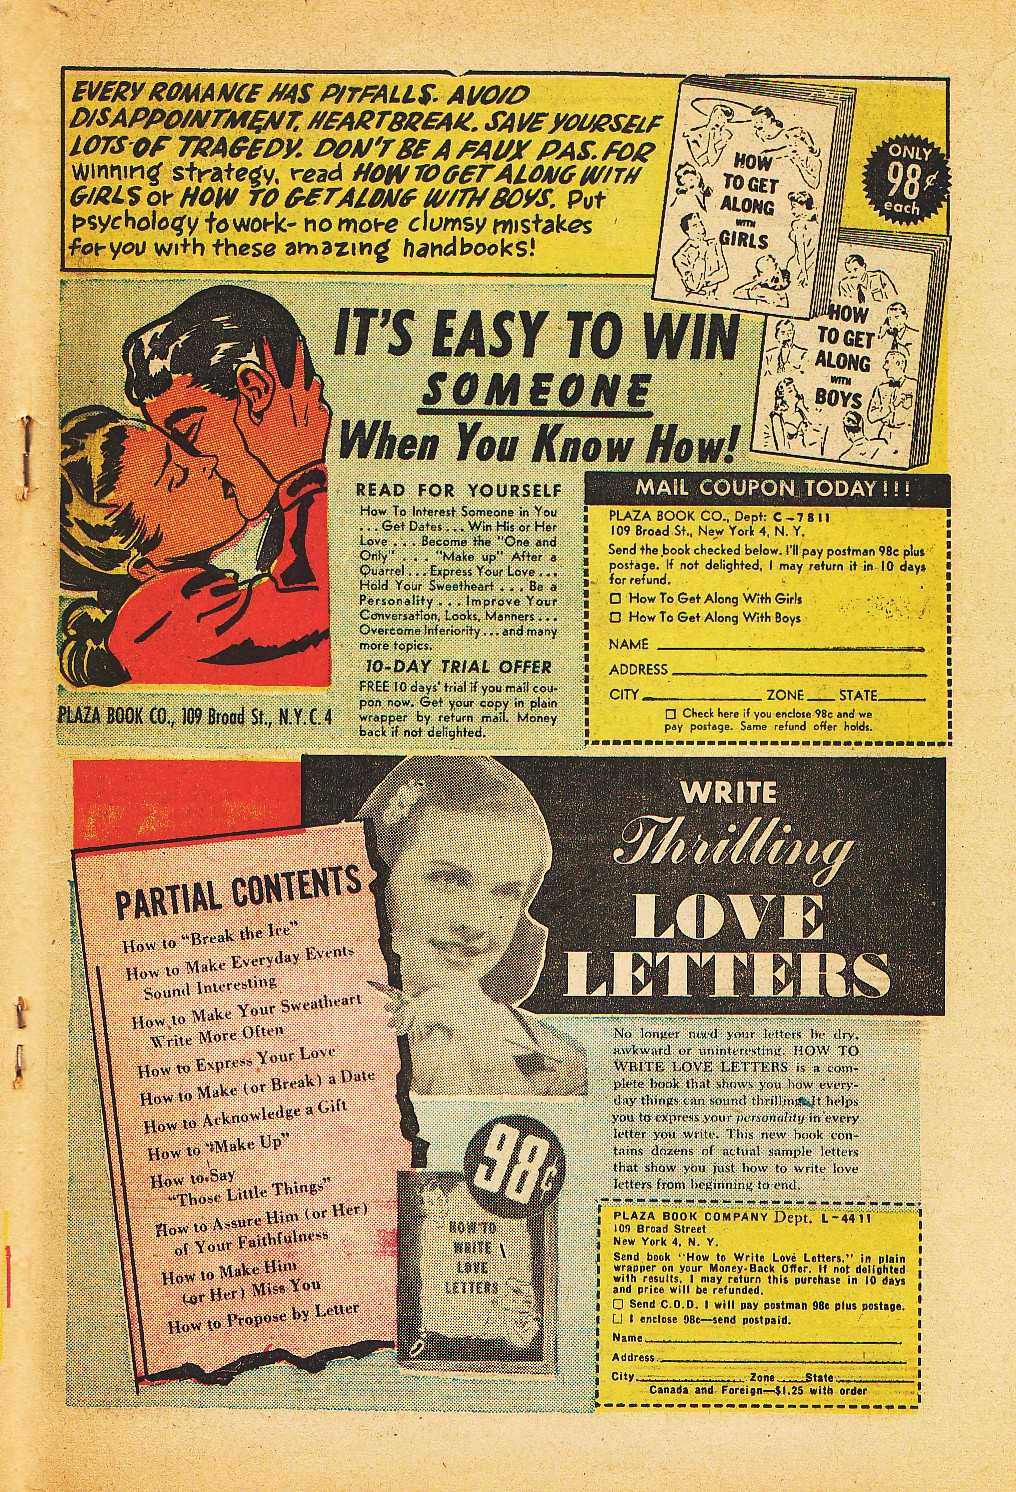 EVERY ROMANCE HAS PITFALLS. AVOID
DISAPPOINTMENT, HEARTBREAK. SAVE YOURSELF
LOTS OF TRAGEDY. DON'T BE A FAUX PAS. FOR
winning strategy, read HOW TO GET ALONG WITH
GIRLS or HOW TO GET ALONG WITH BOYS. Put
psychology to work- no more clumsy mistakes
for you with these amazing handbooks!
HOW
TO GET
ALONG
WITH
GIRLS
ONLY
98¢
each
HOW
TO GET
ALONG
WITH
BOYS
IT'S EASY TO WIN
SOMEONE
When You Know How!
READ FOR YOURSELF
How To Interest Someone in You
. . . Get Dates . . . Win His or Her
Love . . . Become the "One and
Only" . . . "Make up" After a
Quarrel . . . Express Your Love . . .
Hold Your Sweetheart . . . Be a
Personality . . . Improve Your
Conversation, Looks, Manners . . .
Overcome Inferiority . . . and many
more topics.
10-DAY TRIAL OFFER
FREE 10 days' trial if you mail cou-
pon now. Get your copy in plain
wrapper by return mail. Money
back if not delighted.
PLAZA BOOK CO., 109 Broad St., N.Y.C. 4
MAIL COUPON TODAY!!!
PLAZA BOOK CO., Dept: C-7811
109 Broad St., New York 4, N. Y.
Send the book checked below. I'll pay postman 98c plus
postage. If not delighted, I may return it in 10 days
for refund.
☐ How To Get Along With Girls
☐ How To Get Along With Boys
NAME
ADDRESS
CITY ZONE STATE
☐ Check here if you enclose 98c and we
pay postage. Same refund offer holds.
PARTIAL CONTENTS
How to "Break the Ice"
How to Make Everyday Events
Sound Interesting
How to Make Your Sweatheart
Write More Often
How to Express Your Love
How to Make (or Break) a Date
How to Acknowledge a Gift
How to "Make Up"
How to Say
"Those Little Things"
How to Assure Him (or Her)
of Your Faithfulness
How to Make Him
(or Her) Miss You
How to Propose by Letter
98¢
HOW TO
WRITE
LOVE
LETTERS
WRITE
Thrilling
LOVE
LETTERS
No longer need your letters be dry,
awkward or uninteresting. HOW TO
WRITE LOVE LETTERS is a com-
plete book that shows you how every-
day things can sound thrilling. It helps
you to express your personality in every
letter you write. This new book con-
tains dozens of actual sample letters
that show you just how to write love
letters from beginning to end.
PLAZA BOOK COMPANY Dept. L-4411
109 Broad Street
New York 4, N. Y.
Send book "How to Write Love Letters," in plain
wrapper on your Money-Back Offer. If not delighted
with results, I may return this purchase in 10 days
and price will be refunded.
☐ Send C.O.D. I will pay postman 98c plus postage.
☐ I enclose 98c—send postpaid.
Name
Address
City Zone State
Canada and Foreign—$1.25 with order